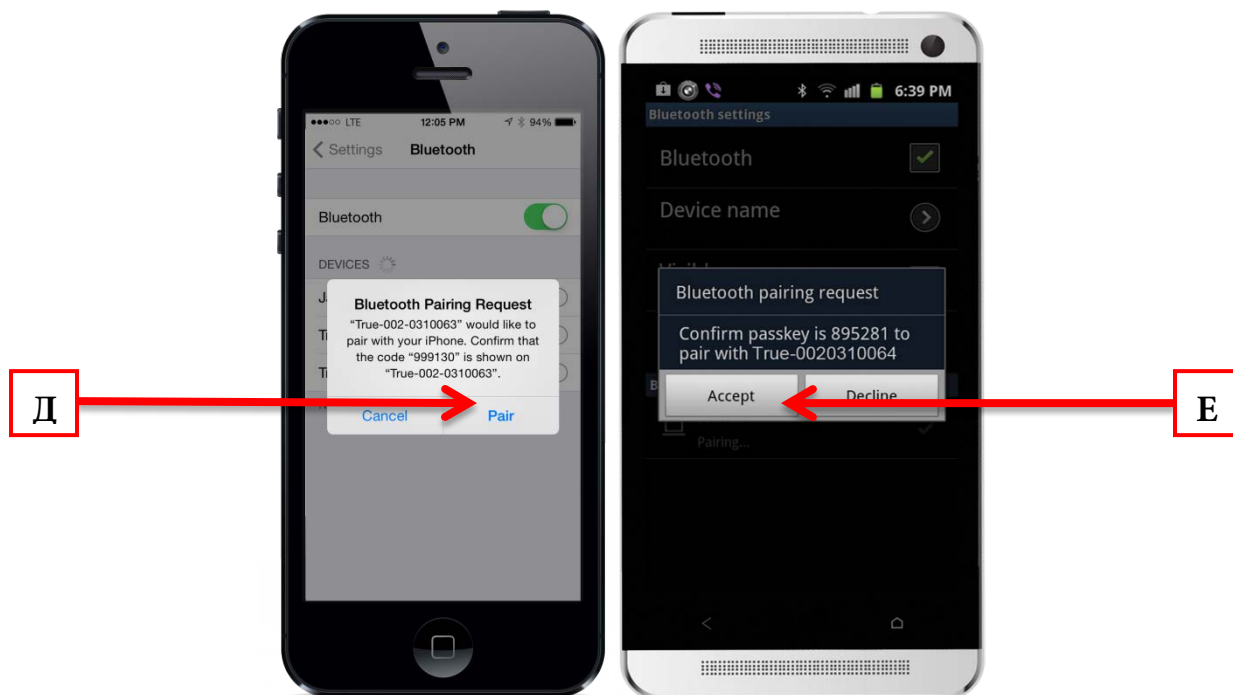 ●●●○○ LTE 12:05 PM 94%
Settings Bluetooth
Bluetooth
DEVICES
J
T
T
Bluetooth Pairing Request
“True-002-0310063” would like to
pair with your iPhone. Confirm that
the code “999130” is shown on
“True-002-0310063”.
Cancel Pair
Д
6:39 PM
Bluetooth settings
Bluetooth
Device name
Bluetooth pairing request
Confirm passkey is 895281 to
pair with True-0020310064
B
Accept Decline
Pairing...
Е